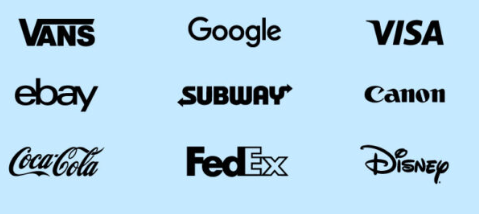 VANS
Google
VISA
ebay
SUBWAY
Canon
Coca-Cola
FedEx
Disney